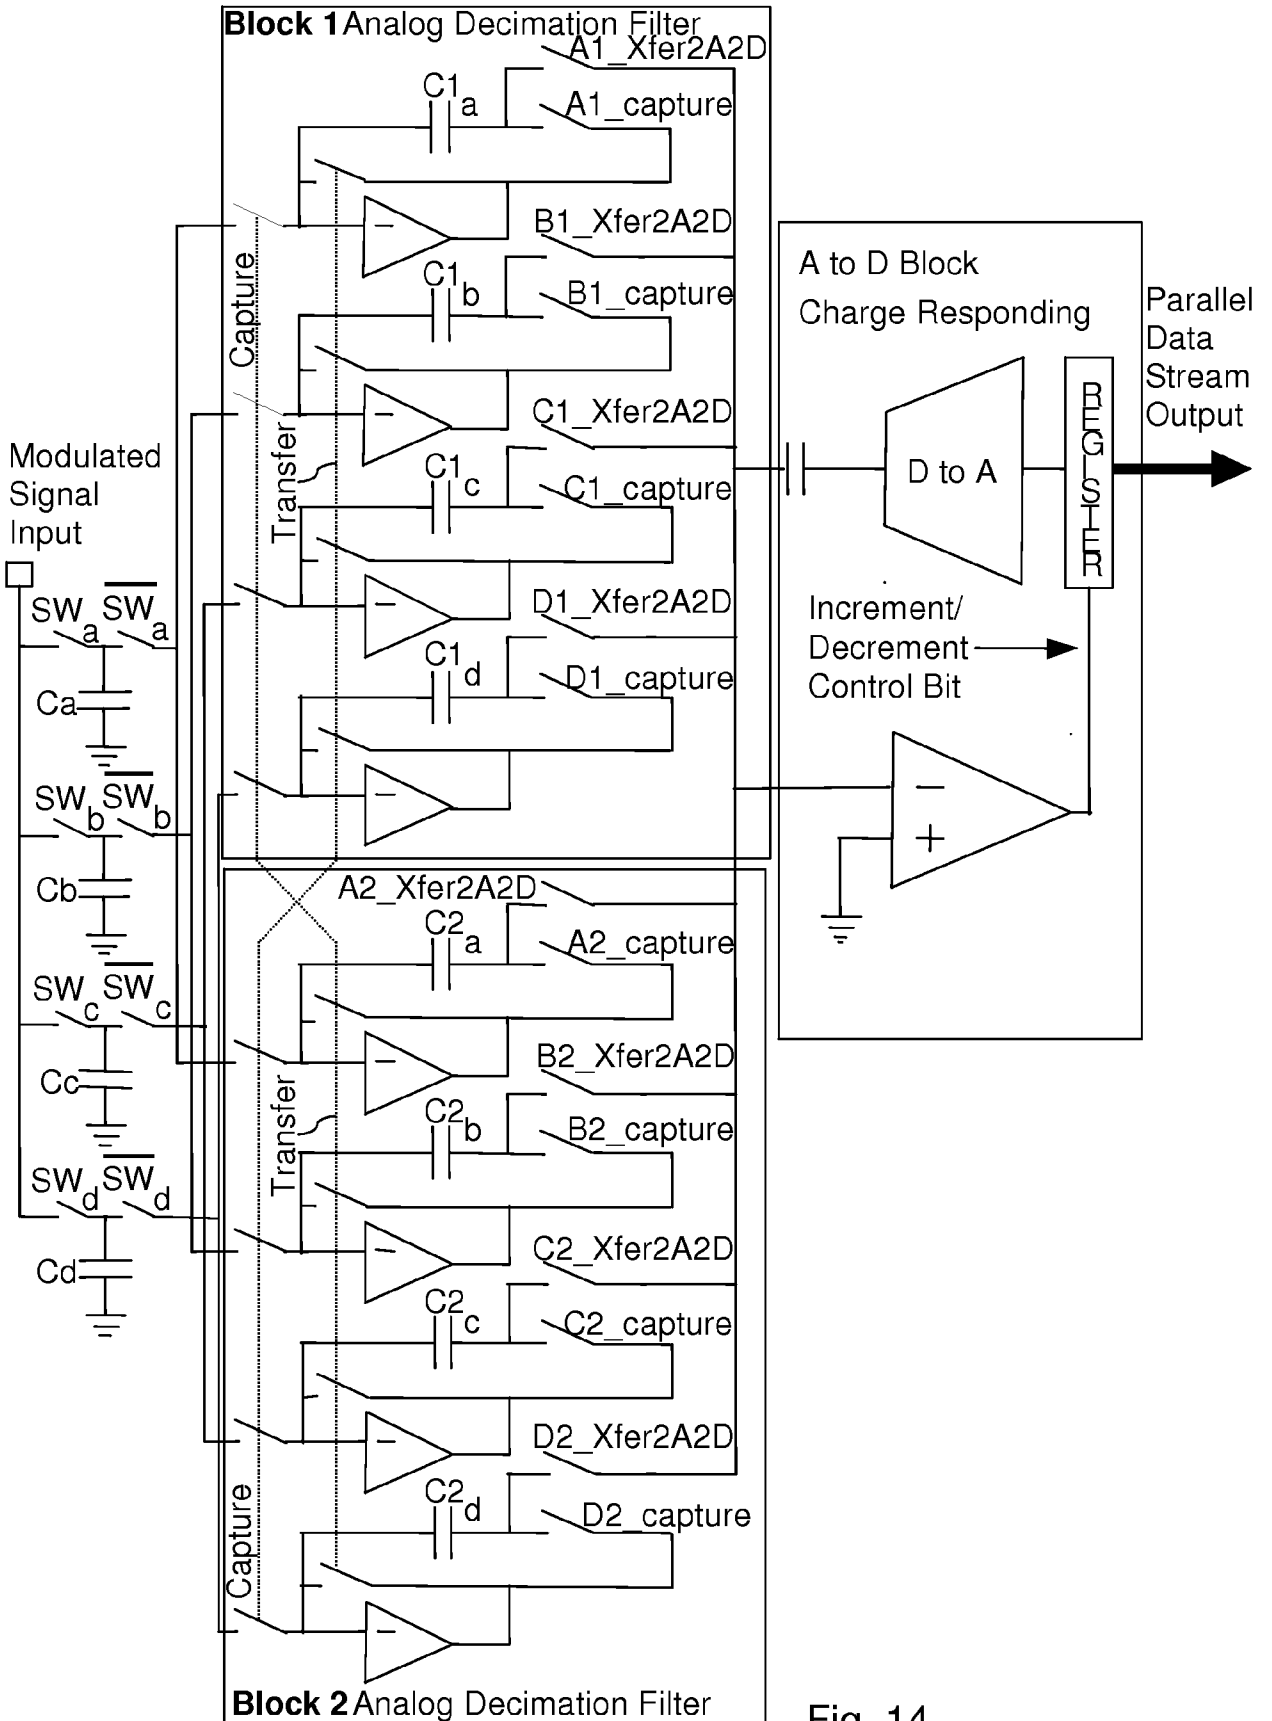 Block 1 Analog Decimation Filter
A1_Xfer2A2D
C1a
A1_capture
B1_Xfer2A2D
Capture
C1b
B1_capture
C1_Xfer2A2D
Transfer
C1c
C1_capture
D1_Xfer2A2D
C1d
D1_capture
A to D Block
Charge Responding
D to A
REGISTER
Parallel
Data
Stream
Output
Increment/
Decrement
Control Bit
−
+
Modulated
Signal
Input
SWa SWa
Ca
SWb SWb
Cb
SWc SWc
Cc
SWd SWd
Cd
A2_Xfer2A2D
C2a
A2_capture
B2_Xfer2A2D
Transfer
C2b
B2_capture
C2_Xfer2A2D
C2c
C2_capture
D2_Xfer2A2D
Capture
C2d
D2_capture
Block 2 Analog Decimation Filter
Fig. 14